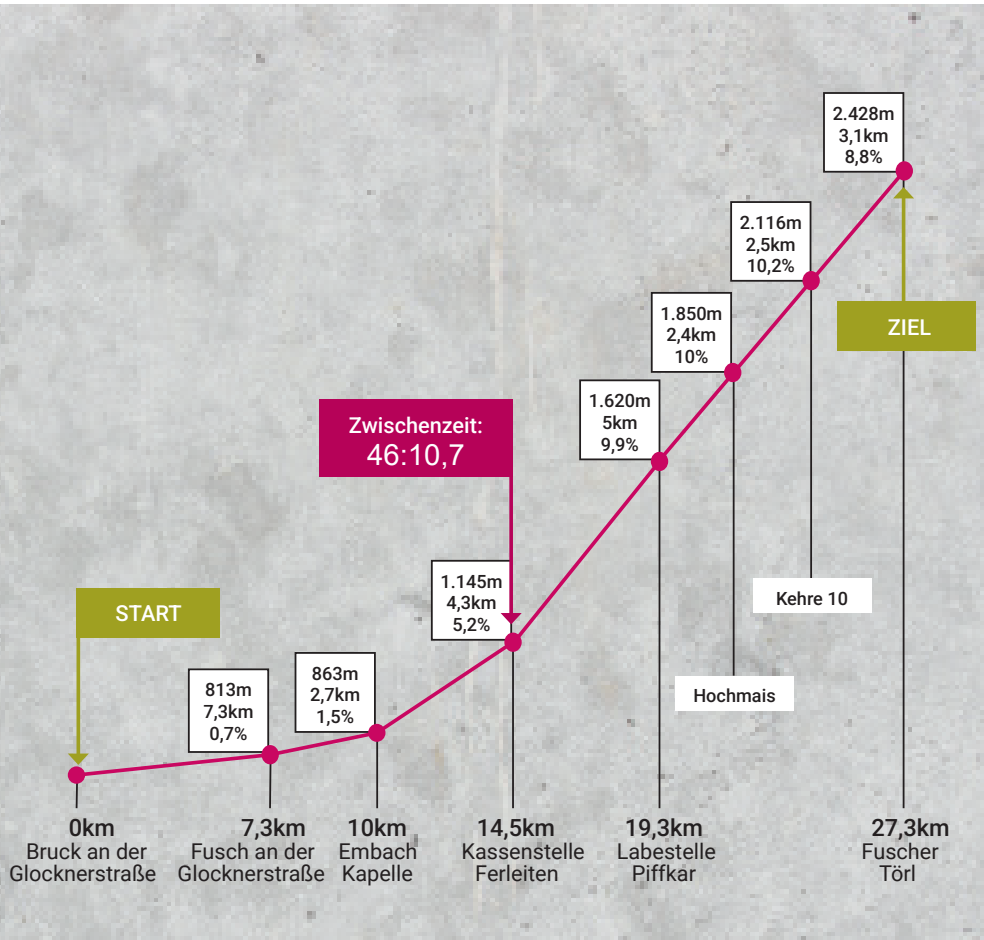 2.428m
3,1km
8,8%
2.116m
2,5km
10,2%
1.850m
2,4km
10%
ZIEL
1.620m
5km
9,9%
Zwischenzeit:
46:10,7
1.145m
4,3km
5,2%
START
Kehre 10
813m
7,3km
0,7%
863m
2,7km
1,5%
Hochmais
0km
Bruck an der
Glocknerstraße
7,3km
Fusch an der
Glocknerstraße
10km
Embach
Kapelle
14,5km
Kassenstelle
Ferleiten
19,3km
Labestelle
Piffkar
27,3km
Fuscher
Törl